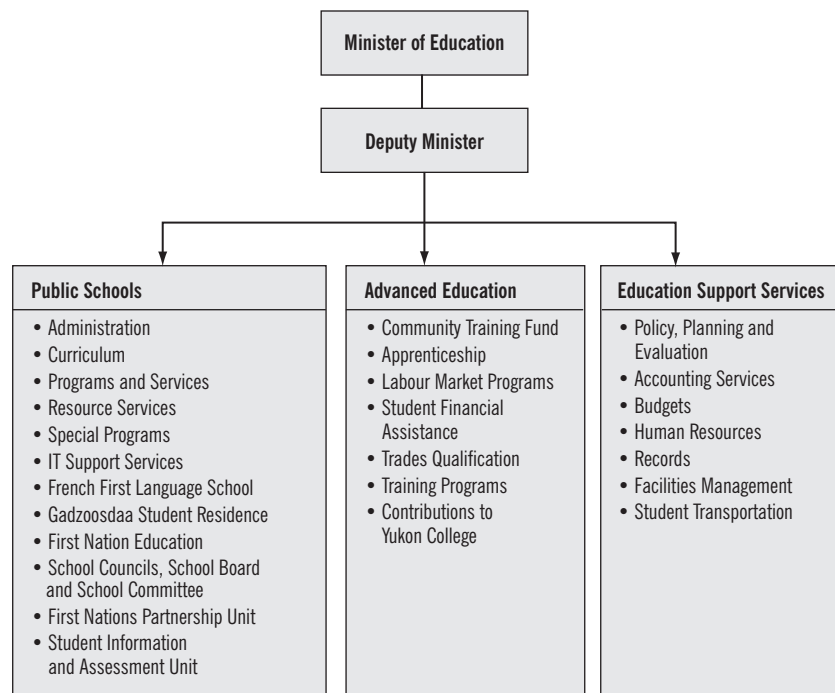 Minister of Education
Deputy Minister
Public Schools
• Administration
• Curriculum
• Programs and Services
• Resource Services
• Special Programs
• IT Support Services
• French First Language School
• Gadzoosdaa Student Residence
• First Nation Education
• School Councils, School Board
and School Committee
• First Nations Partnership Unit
• Student Information
and Assessment Unit
Advanced Education
• Community Training Fund
• Apprenticeship
• Labour Market Programs
• Student Financial
Assistance
• Trades Qualification
• Training Programs
• Contributions to
Yukon College
Education Support Services
• Policy, Planning and
Evaluation
• Accounting Services
• Budgets
• Human Resources
• Records
• Facilities Management
• Student Transportation